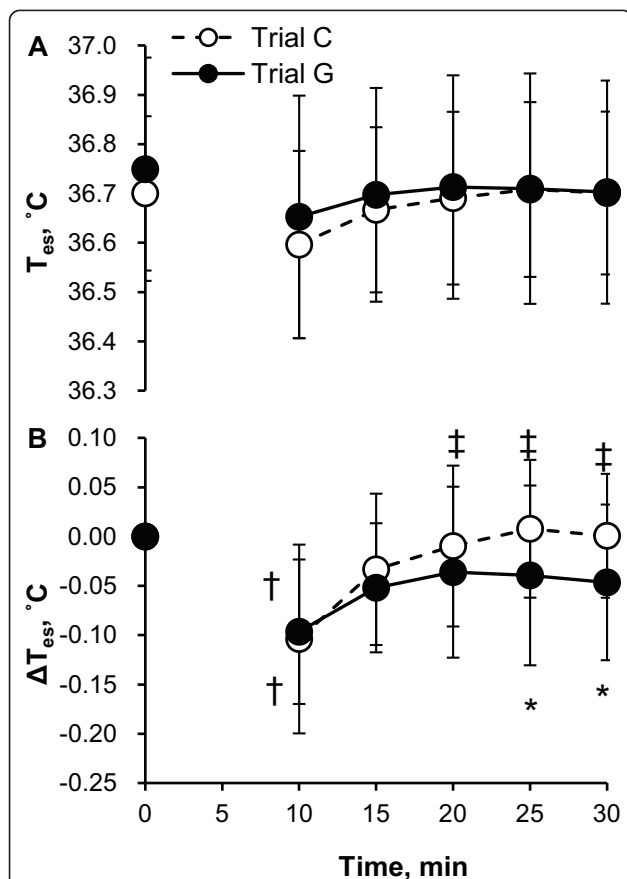 A
Trial C
Trial G
37.0
36.9
36.8
36.7
36.6
36.5
36.4
36.3
Tes, °C
B
0.10
0.05
0.00
-0.05
-0.10
-0.15
-0.20
-0.25
ΔTes, °C
‡ ‡ ‡
†
†
* *
0 5 10 15 20 25 30
Time, min